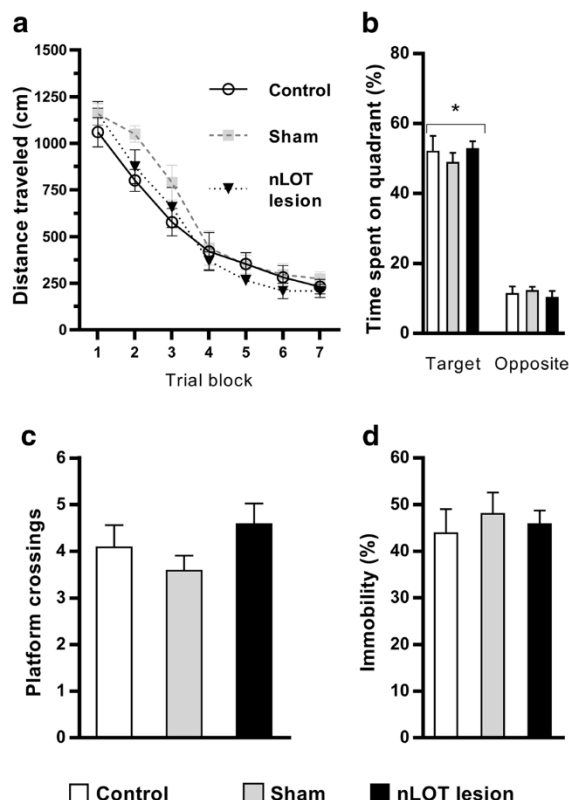 a
1500
1250
1000
750
500
250
0
Distance traveled (cm)
1 2 3 4 5 6 7
Trial block
Control
Sham
nLOT
lesion
b
80
60
40
20
0
Time spent on quadrant (%)
*
Target Opposite
c
6
5
4
3
2
1
0
Platform crossings
d
60
50
40
30
20
10
0
Immobility (%)
Control Sham nLOT lesion